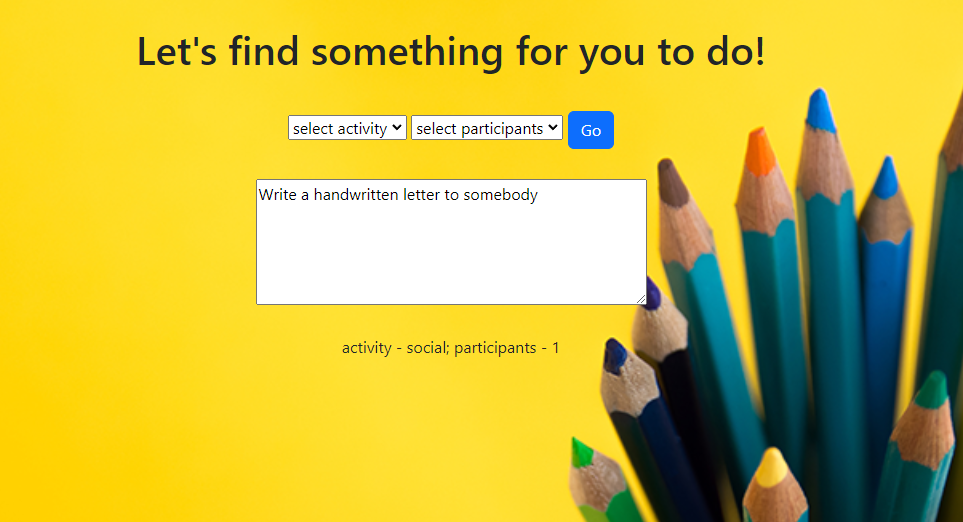 Let's find something for you to do!
select activity select participants Go
Write a handwritten letter to somebody
activity - social; participants - 1